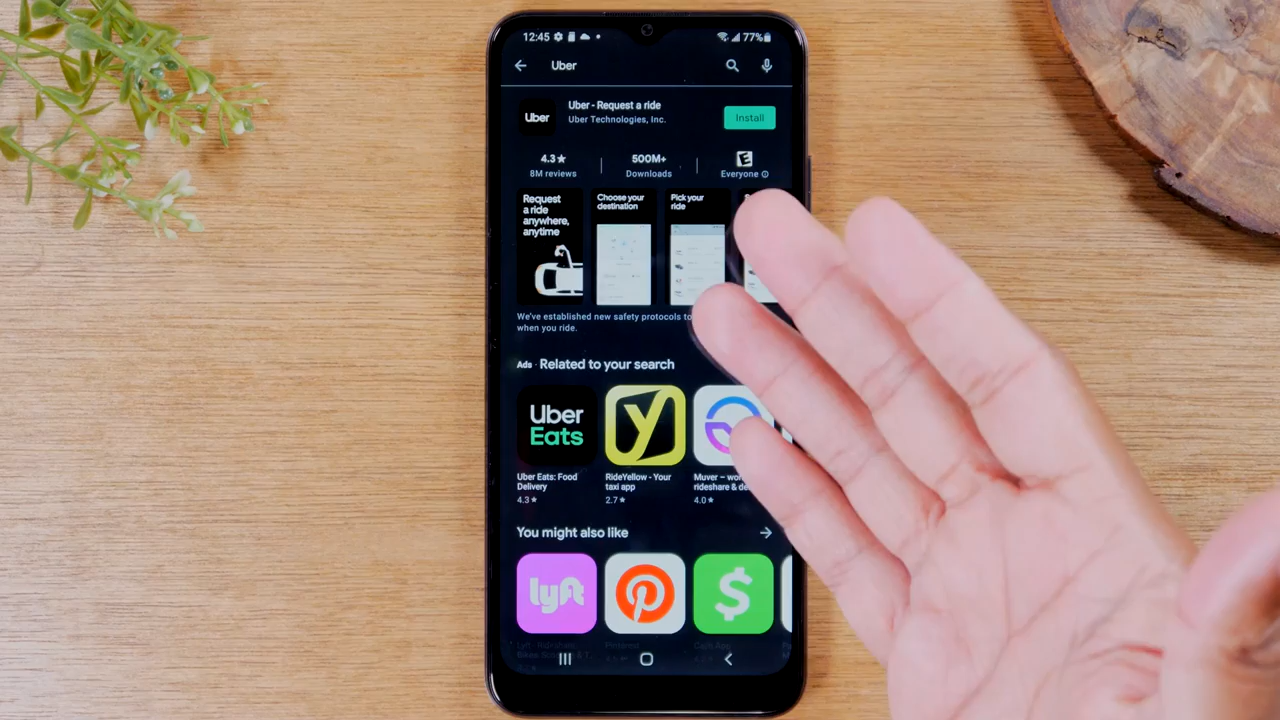 12:45
77%
Uber
Uber
Uber - Request a ride
Uber Technologies, Inc.
Install
4.3★
8M reviews
500M+
Downloads
E
Everyone
Request
a ride
anywhere,
anytime
Choose your
destination
Pick your
ride
We've established new safety protocols to
when you ride.
Ads · Related to your search
Uber
Eats
Y
Uber Eats: Food
Delivery
4.3★
RideYellow - Your
taxi app
2.7★
Muver –
rideshare &
4.0★
You might also like
lyft
$
Pinterest
Cash App